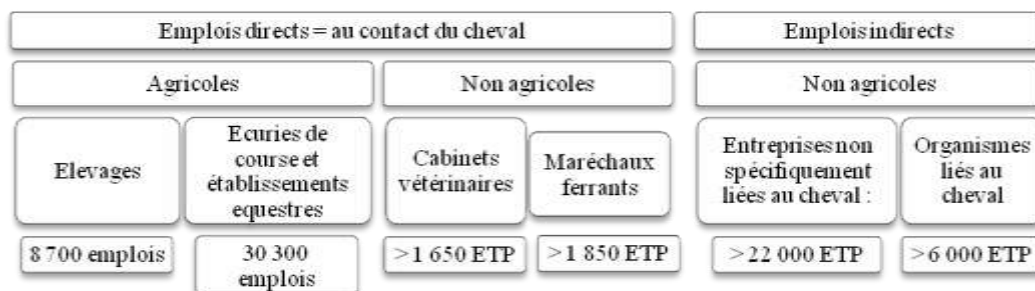 Emplois directs = au contact du cheval
Emplois indirects
Agricoles
Non agricoles
Non agricoles
Elevages
Ecuries de
course et
établissements
equestres
Cabinets
vétérinaires
Maréchaux
ferrants
Entreprises non
spécifiquement
liées au cheval :
Organismes
liés au
cheval
8 700 emplois
30 300
emplois
>1 650 ETP
>1 850 ETP
>22 000 ETP
>6 000 ETP